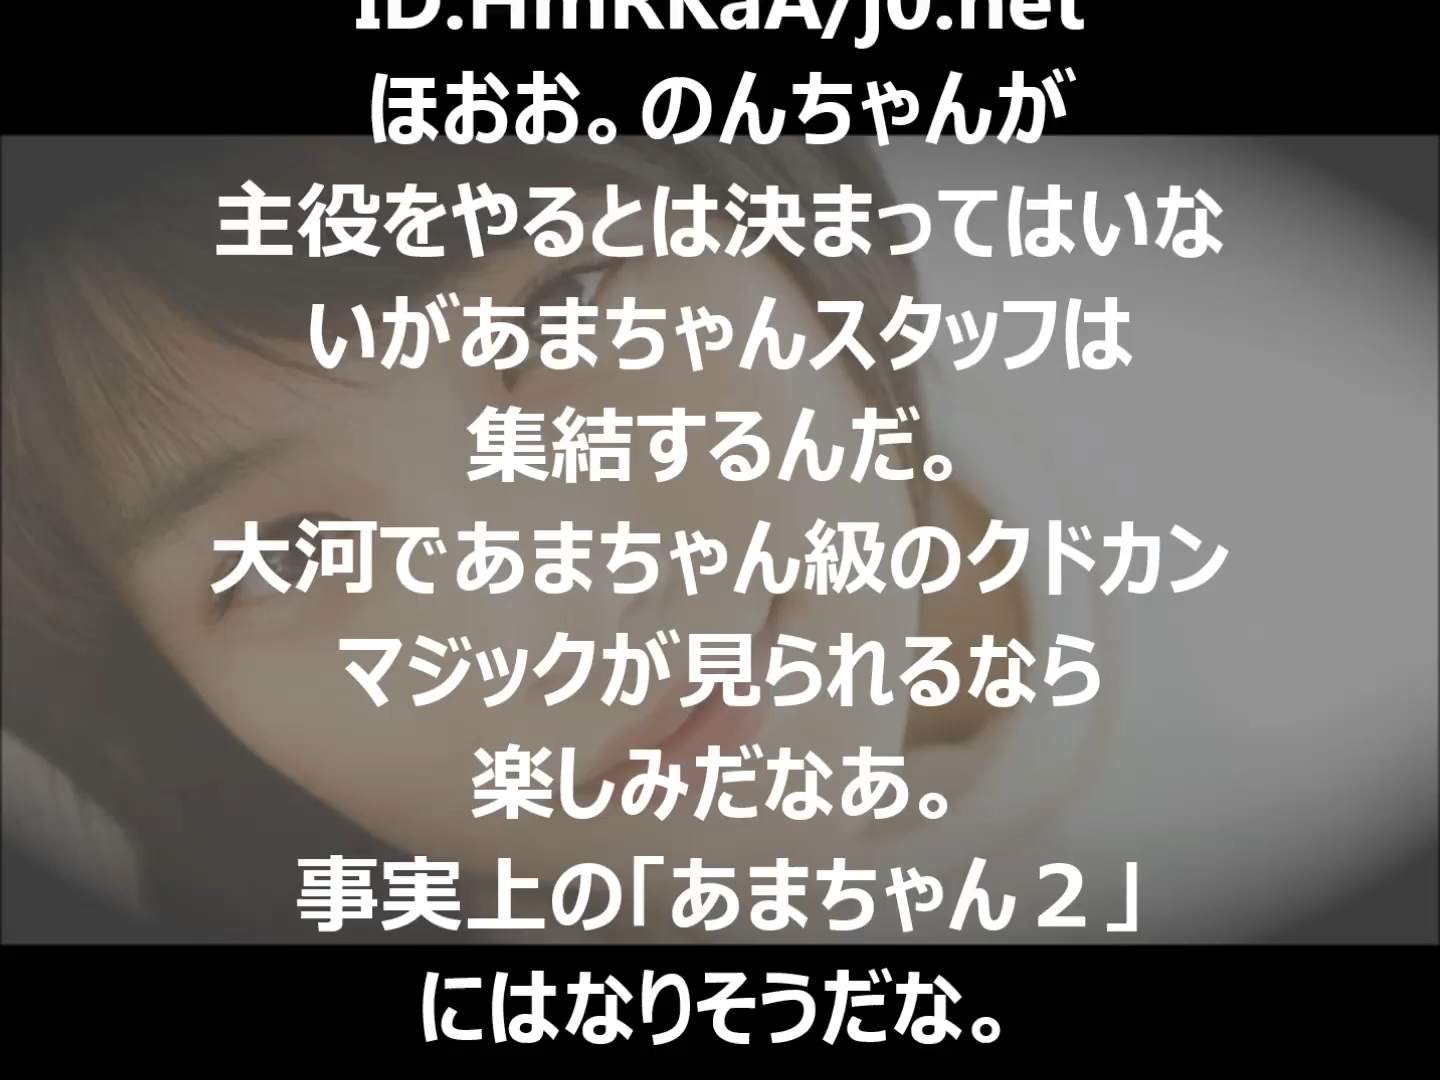 ID:HmRKaA/j0.net
ほおお。のんちゃんが
主役をやるとは決まってはいな
いがあまちゃんスタッフは
集結するんだ。
大河であまちゃん級のクドカン
マジックが見られるなら
楽しみだなあ。
事実上の「あまちゃん２」
にはなりそうだな。